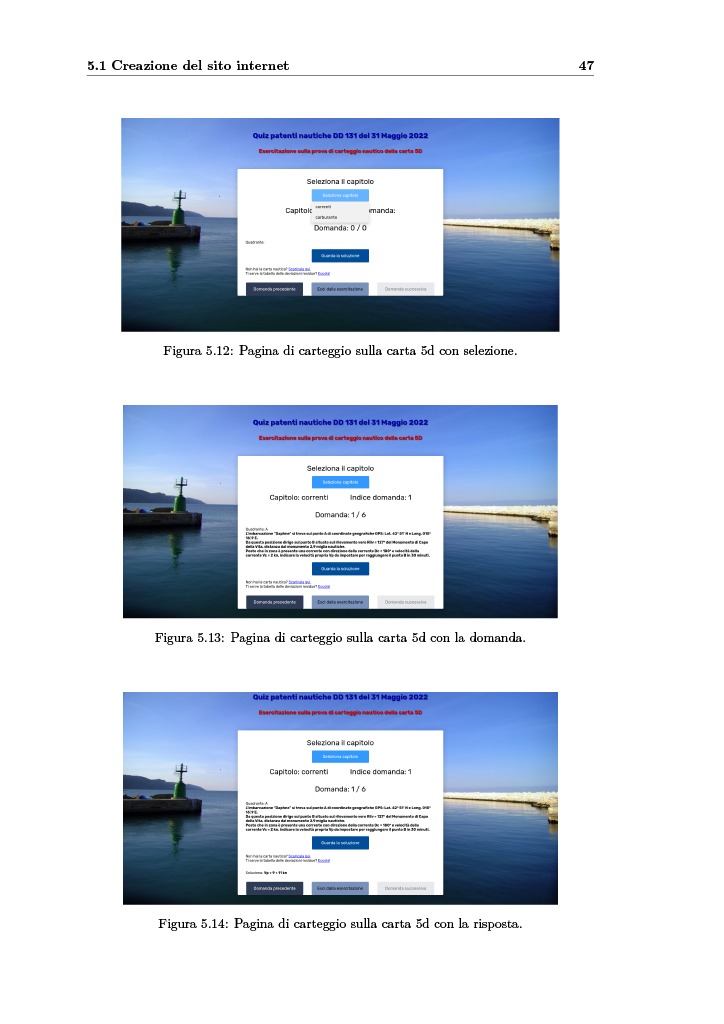 5.1 Creazione del sito internet 47
Quiz patenti nautiche DD 131 del 31 Maggio 2022
Esercitazione sulla prova di carteggio nautico della carta 5D
Seleziona il capitolo
Seleziona capitolo
correnti
Capitolo omanda:
carburante
Domanda: 0 / 0
Quadrante:
Guarda la soluzione
Non hai la carta nautica? Scaricala qui
Ti serve la tabella delle deviazioni residue? Eccola!
Domanda precedente Esci dalla esercitazione Domanda successiva
Figura 5.12: Pagina di carteggio sulla carta 5d con selezione.
Quiz patenti nautiche DD 131 del 31 Maggio 2022
Esercitazione sulla prova di carteggio nautico della carta 5D
Seleziona il capitolo
Seleziona capitolo
Capitolo: correnti Indice domanda: 1
Domanda: 1 / 6
Quadrante: A
L'imbarcazione "Daphne" si trova sul punto A di coordinate geografiche GPS: Lat. 42° 57' N e Long. 010°
16',9 E.
Da questa posizione dirige sul punto B situato sul rilevamento vero Rilv = 127° del Monumento di Capo
della Vita, distanza dal monumento 2,9 miglia nautiche.
Posto che in zona è presente una corrente con direzione della corrente Dc = 180° e velocità della
corrente Vc = 2 kn, indicare la velocità propria Vp da impostare per raggiungere il punto B in 30 minuti.
Guarda la soluzione
Non hai la carta nautica? Scaricala qui
Ti serve la tabella delle deviazioni residue? Eccola!
Domanda precedente Esci dalla esercitazione Domanda successiva
Figura 5.13: Pagina di carteggio sulla carta 5d con la domanda.
Quiz patenti nautiche DD 131 del 31 Maggio 2022
Esercitazione sulla prova di carteggio nautico della carta 5D
Seleziona il capitolo
Seleziona capitolo
Capitolo: correnti Indice domanda: 1
Domanda: 1 / 6
Quadrante: A
L'imbarcazione "Daphne" si trova sul punto A di coordinate geografiche GPS: Lat. 42° 57' N e Long. 010°
16',9 E.
Da questa posizione dirige sul punto B situato sul rilevamento vero Rilv = 127° del Monumento di Capo
della Vita, distanza dal monumento 2,9 miglia nautiche.
Posto che in zona è presente una corrente con direzione della corrente Dc = 180° e velocità della
corrente Vc = 2 kn, indicare la velocità propria Vp da impostare per raggiungere il punto B in 30 minuti.
Guarda la soluzione
Non hai la carta nautica? Scaricala qui
Ti serve la tabella delle deviazioni residue? Eccola!
Soluzione: Vp = 9 ÷ 11 kn
Domanda precedente Esci dalla esercitazione Domanda successiva
Figura 5.14: Pagina di carteggio sulla carta 5d con la risposta.